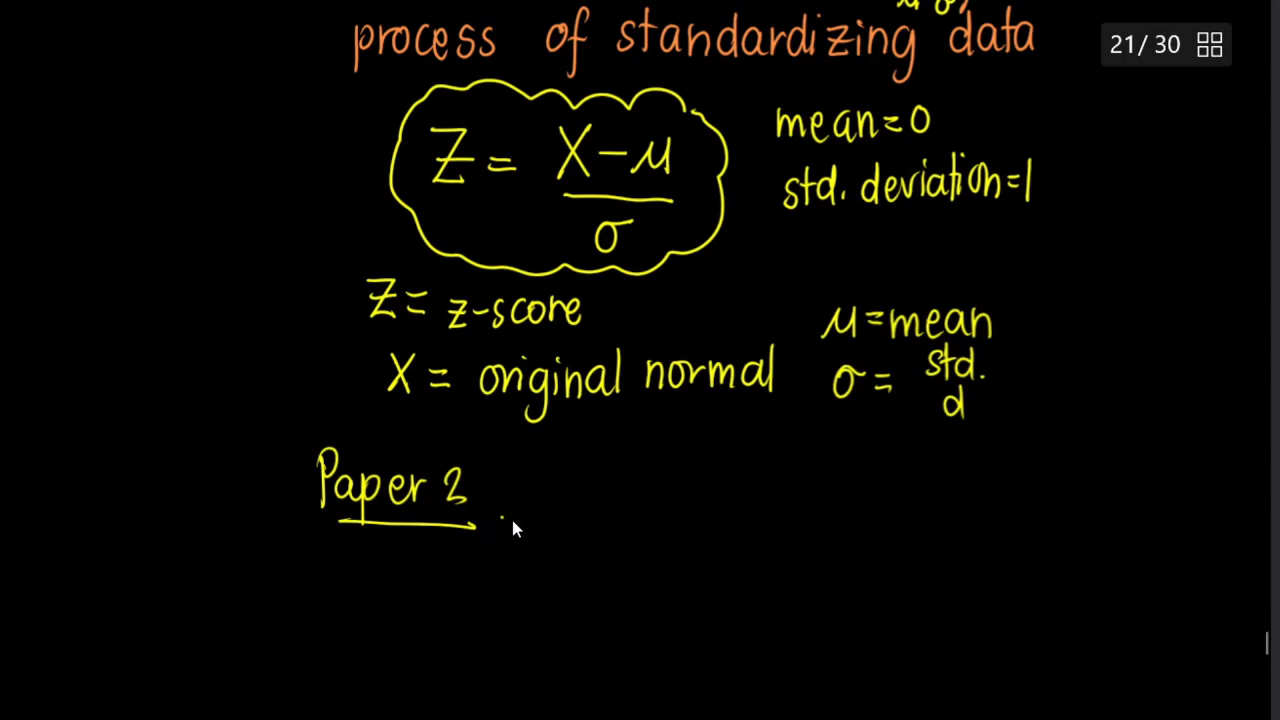 process of standardizing data
21/ 30
Z = X-μ
σ
mean=0
std. deviation=1
Z= z-score
X = original normal
μ=mean
σ= std.
d
Paper 2